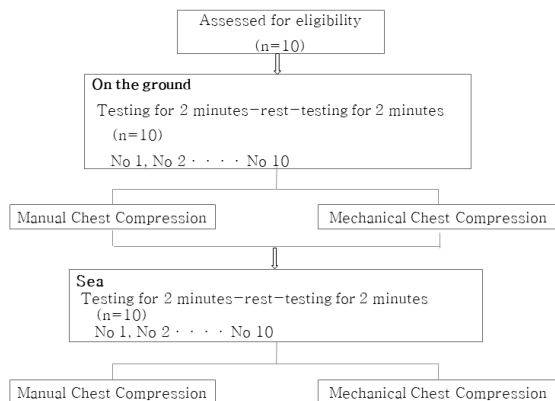 Assessed for eligibility
(n=10)
On the ground
Testing for 2 minutes-rest-testing for 2 minutes
(n=10)
No 1, No 2 · · · · No 10
Manual Chest Compression
Mechanical Chest Compression
Sea
Testing for 2 minutes-rest-testing for 2 minutes
(n=10)
No 1, No 2 · · · · No 10
Manual Chest Compression
Mechanical Chest Compression